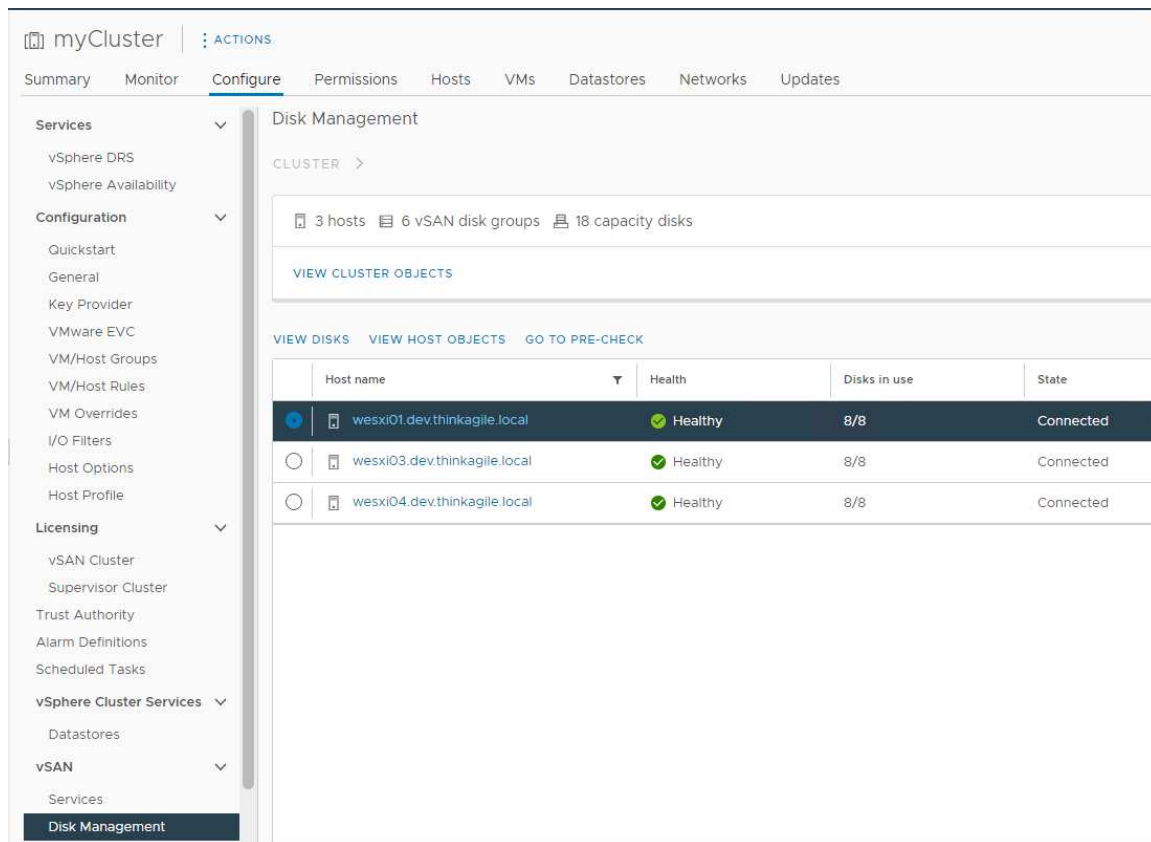 myCluster ACTIONS
Summary Monitor Configure Permissions Hosts VMs Datastores Networks Updates
Services
vSphere DRS
vSphere Availability
Configuration
Quickstart
General
Key Provider
VMware EVC
VM/Host Groups
VM/Host Rules
VM Overrides
I/O Filters
Host Options
Host Profile
Licensing
vSAN Cluster
Supervisor Cluster
Trust Authority
Alarm Definitions
Scheduled Tasks
vSphere Cluster Services
Datastores
vSAN
Services
Disk Management
Disk Management
CLUSTER >
3 hosts 6 vSAN disk groups 18 capacity disks
VIEW CLUSTER OBJECTS
VIEW DISKS VIEW HOST OBJECTS GO TO PRE-CHECK
Host name Health Disks in use State
wesxi01.dev.thinkagile.local Healthy 8/8 Connected
wesxi03.dev.thinkagile.local Healthy 8/8 Connected
wesxi04.dev.thinkagile.local Healthy 8/8 Connected